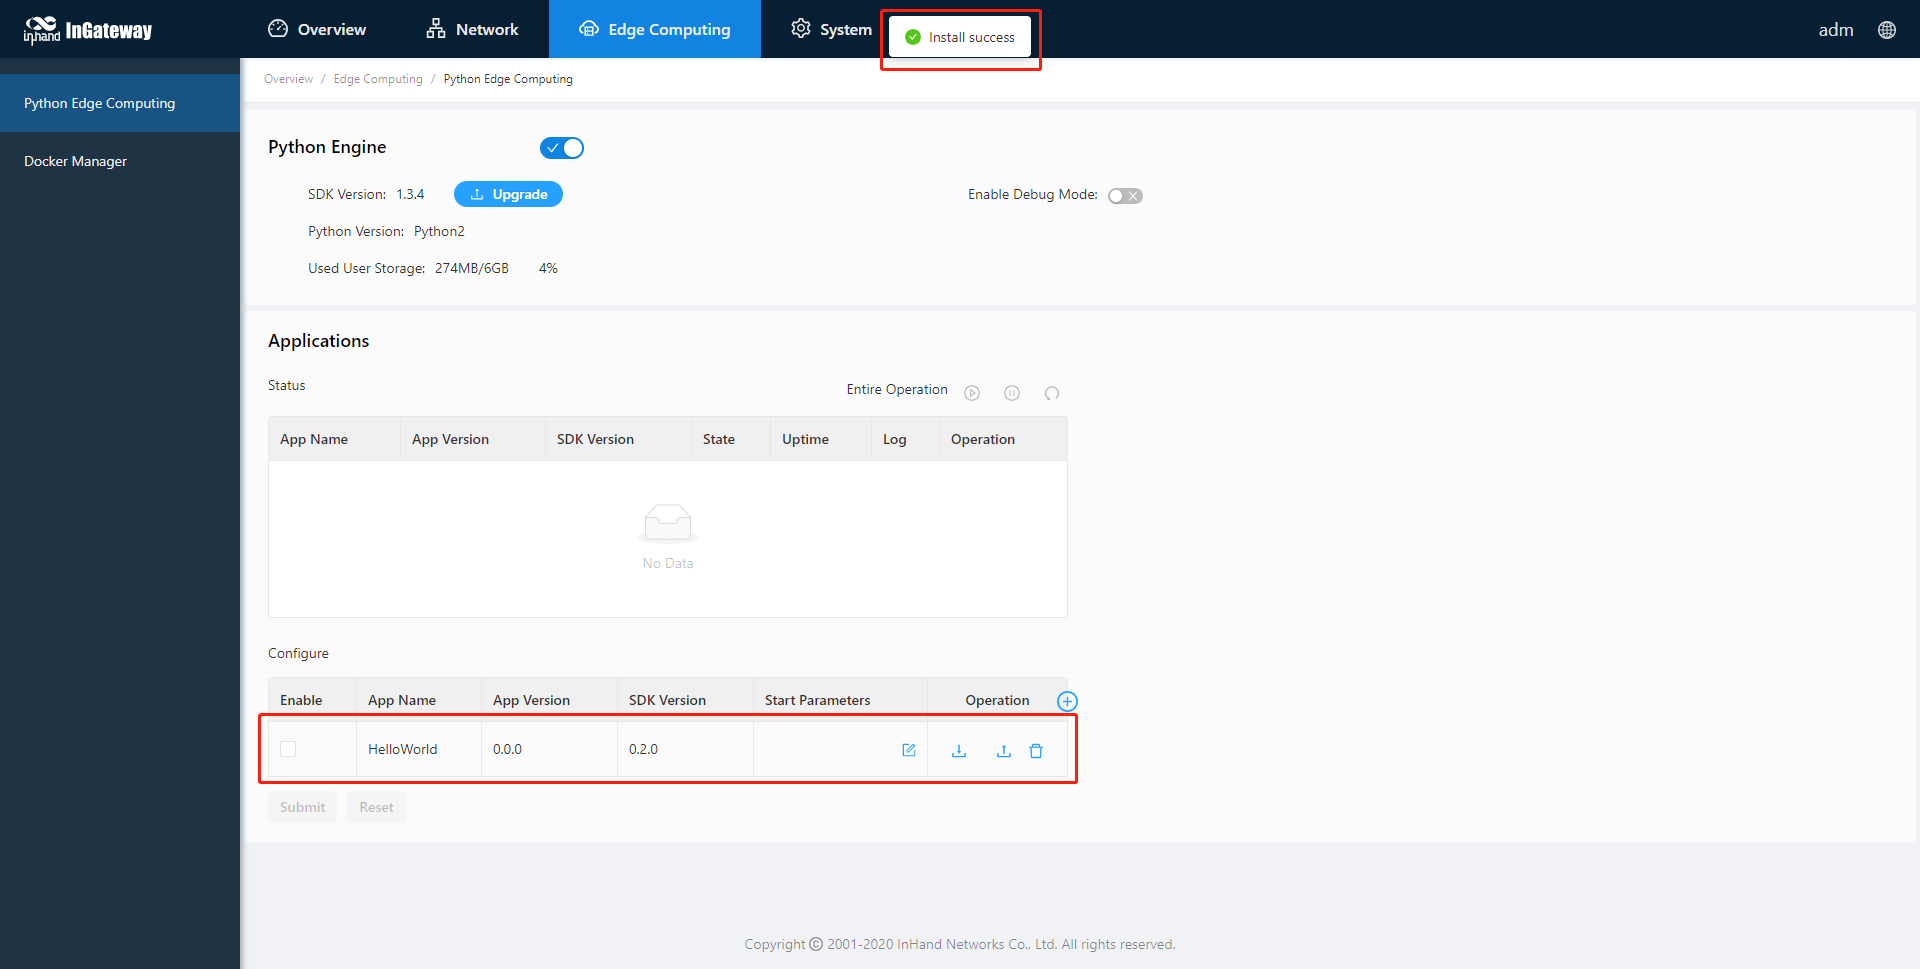 inhand InGateway
Overview
Network
Edge Computing
System
Install success
adm
Python Edge Computing
Docker Manager
Overview / Edge Computing / Python Edge Computing
Python Engine
SDK Version: 1.3.4
Upgrade
Enable Debug Mode:
Python Version: Python2
Used User Storage: 274MB/6GB 4%
Applications
Status
Entire Operation
App Name App Version SDK Version State Uptime Log Operation
No Data
Configure
Enable App Name App Version SDK Version Start Parameters Operation
HelloWorld 0.0.0 0.2.0
Submit Reset
Copyright © 2001-2020 InHand Networks Co., Ltd. All rights reserved.